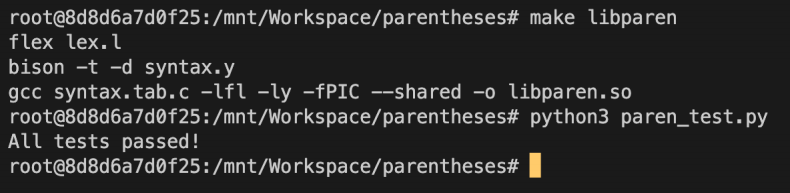 root@8d8d6a7d0f25:/mnt/Workspace/parentheses# make libparen
flex lex.l
bison -t -d syntax.y
gcc syntax.tab.c -lfl -ly -fPIC --shared -o libparen.so
root@8d8d6a7d0f25:/mnt/Workspace/parentheses# python3 paren_test.py
All tests passed!
root@8d8d6a7d0f25:/mnt/Workspace/parentheses#